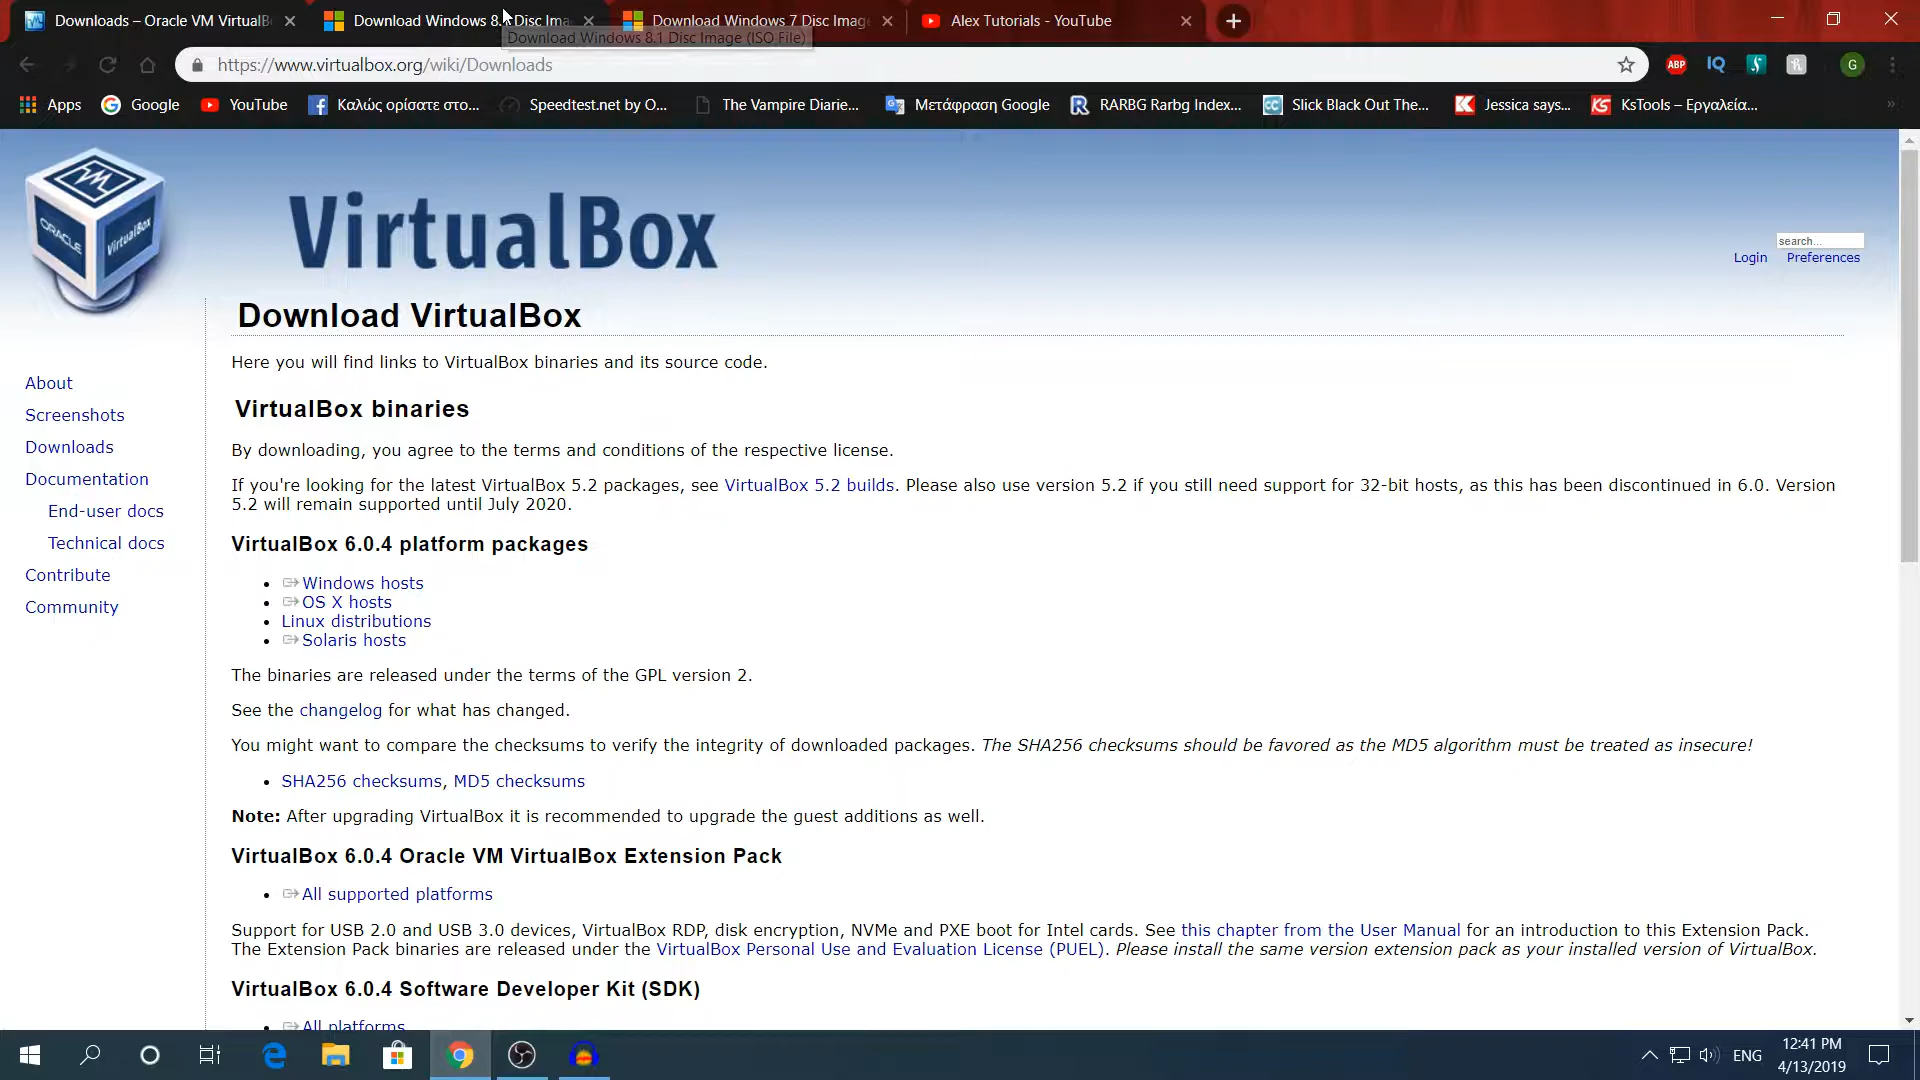 Downloads – Oracle VM VirtualB
Download Windows 8. Disc Ima
Download Windows 7 Disc Imag
Alex Tutorials - YouTube
Download Windows 8.1 Disc Image (ISO File)
https://www.virtualbox.org/wiki/Downloads
ABP
IQ
G
Apps
Google
YouTube
Καλώς ορίσατε στο...
Speedtest.net by O...
The Vampire Diarie...
Μετάφραση Google
RARBG Rarbg Index...
Slick Black Out The...
Jessica says...
KsTools – Εργαλεία...
ORACLE
VirtualBox
VirtualBox
search...
Login
Preferences
Download VirtualBox
Here you will find links to VirtualBox binaries and its source code.
About
Screenshots
Downloads
Documentation
End-user docs
Technical docs
Contribute
Community
VirtualBox binaries
By downloading, you agree to the terms and conditions of the respective license.
If you're looking for the latest VirtualBox 5.2 packages, see VirtualBox 5.2 builds. Please also use version 5.2 if you still need support for 32-bit hosts, as this has been discontinued in 6.0. Version
5.2 will remain supported until July 2020.
VirtualBox 6.0.4 platform packages
Windows hosts
OS X hosts
Linux distributions
Solaris hosts
The binaries are released under the terms of the GPL version 2.
See the changelog for what has changed.
You might want to compare the checksums to verify the integrity of downloaded packages. The SHA256 checksums should be favored as the MD5 algorithm must be treated as insecure!
SHA256 checksums, MD5 checksums
Note: After upgrading VirtualBox it is recommended to upgrade the guest additions as well.
VirtualBox 6.0.4 Oracle VM VirtualBox Extension Pack
All supported platforms
Support for USB 2.0 and USB 3.0 devices, VirtualBox RDP, disk encryption, NVMe and PXE boot for Intel cards. See this chapter from the User Manual for an introduction to this Extension Pack.
The Extension Pack binaries are released under the VirtualBox Personal Use and Evaluation License (PUEL). Please install the same version extension pack as your installed version of VirtualBox.
VirtualBox 6.0.4 Software Developer Kit (SDK)
All platforms
ENG
12:41 PM
4/13/2019